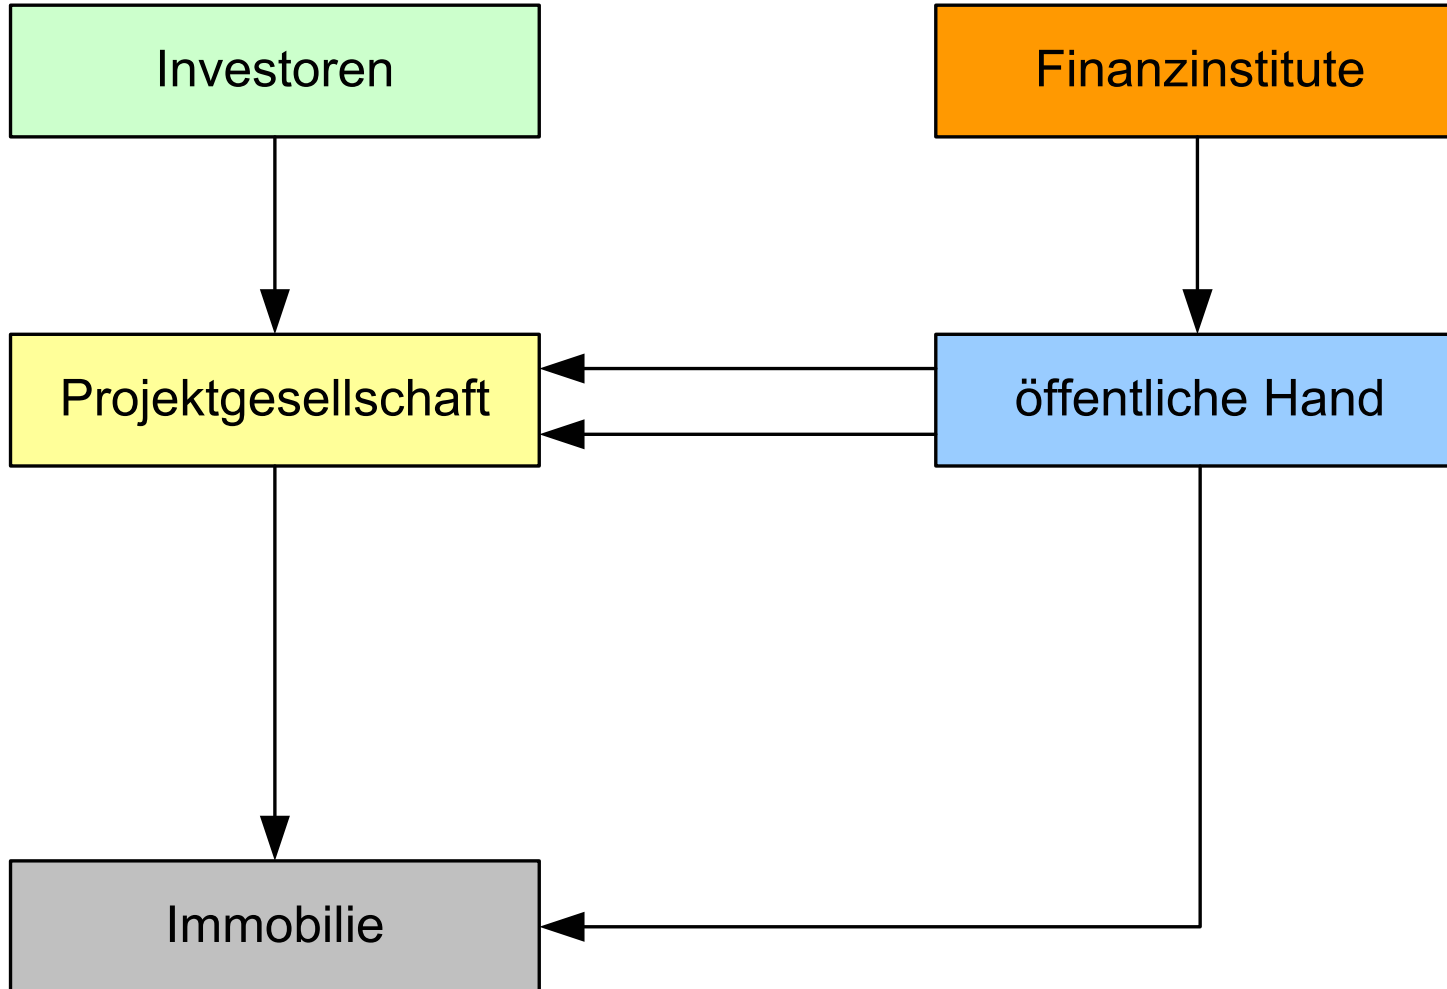 Investoren
Finanzinstitute
Projektgesellschaft
öffentliche Hand
Immobilie